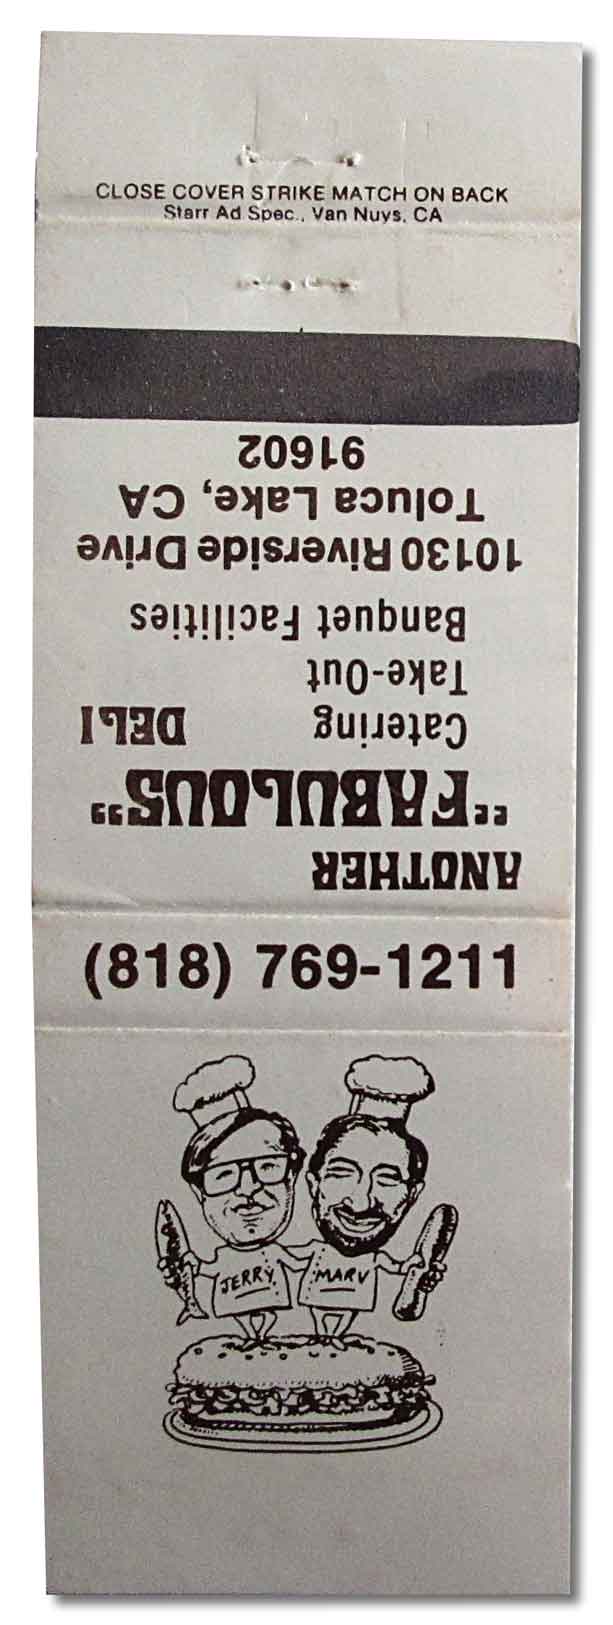 CLOSE COVER STRIKE MATCH ON BACK
Starr Ad Spec., Van Nuys, CA
ANOTHER
"FABULOUS"
Catering DELI
Take-Out
Banquet Facilities
10130 Riverside Drive
Toluca Lake, CA
91602
(818) 769-1211
JERRY MARV